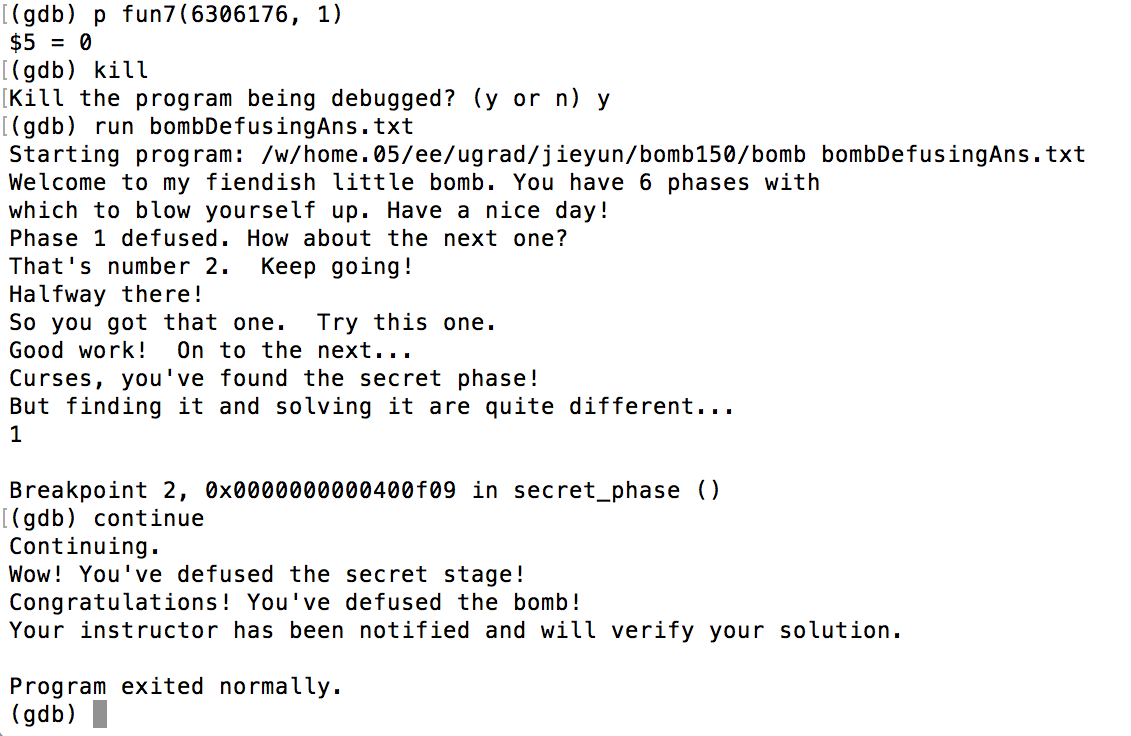 [(gdb) p fun7(6306176, 1)
$5 = 0
[(gdb) kill
[Kill the program being debugged? (y or n) y
[(gdb) run bombDefusingAns.txt
Starting program: /w/home.05/ee/ugrad/jieyun/bomb150/bomb bombDefusingAns.txt
Welcome to my fiendish little bomb. You have 6 phases with
which to blow yourself up. Have a nice day!
Phase 1 defused. How about the next one?
That's number 2.  Keep going!
Halfway there!
So you got that one.  Try this one.
Good work!  On to the next...
Curses, you've found the secret phase!
But finding it and solving it are quite different...
1
Breakpoint 2, 0x0000000000400f09 in secret_phase ()
[(gdb) continue
Continuing.
Wow! You've defused the secret stage!
Congratulations! You've defused the bomb!
Your instructor has been notified and will verify your solution.
Program exited normally.
(gdb)